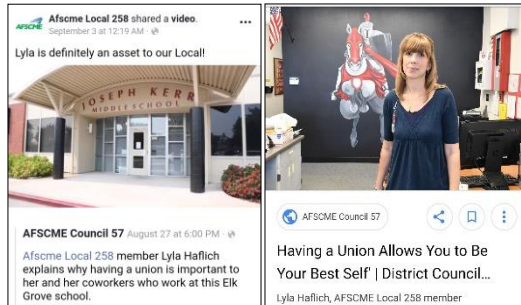 Afscme Local 258 shared a video.
September 3 at 12:19 AM ·
AFSCME
Lyla is definitely an asset to our Local!
JOSEPH KERR
MIDDLE SCHOOL
AFSCME Council 57 August 27 at 6:00 PM ·
Afscme Local 258 member Lyla Haflich
explains why having a union is important to
her and her coworkers who work at this Elk
Grove school.
AFSCME Council 57
Having a Union Allows You to Be
Your Best Self' | District Council...
Lyla Haflich, AFSCME Local 258 member